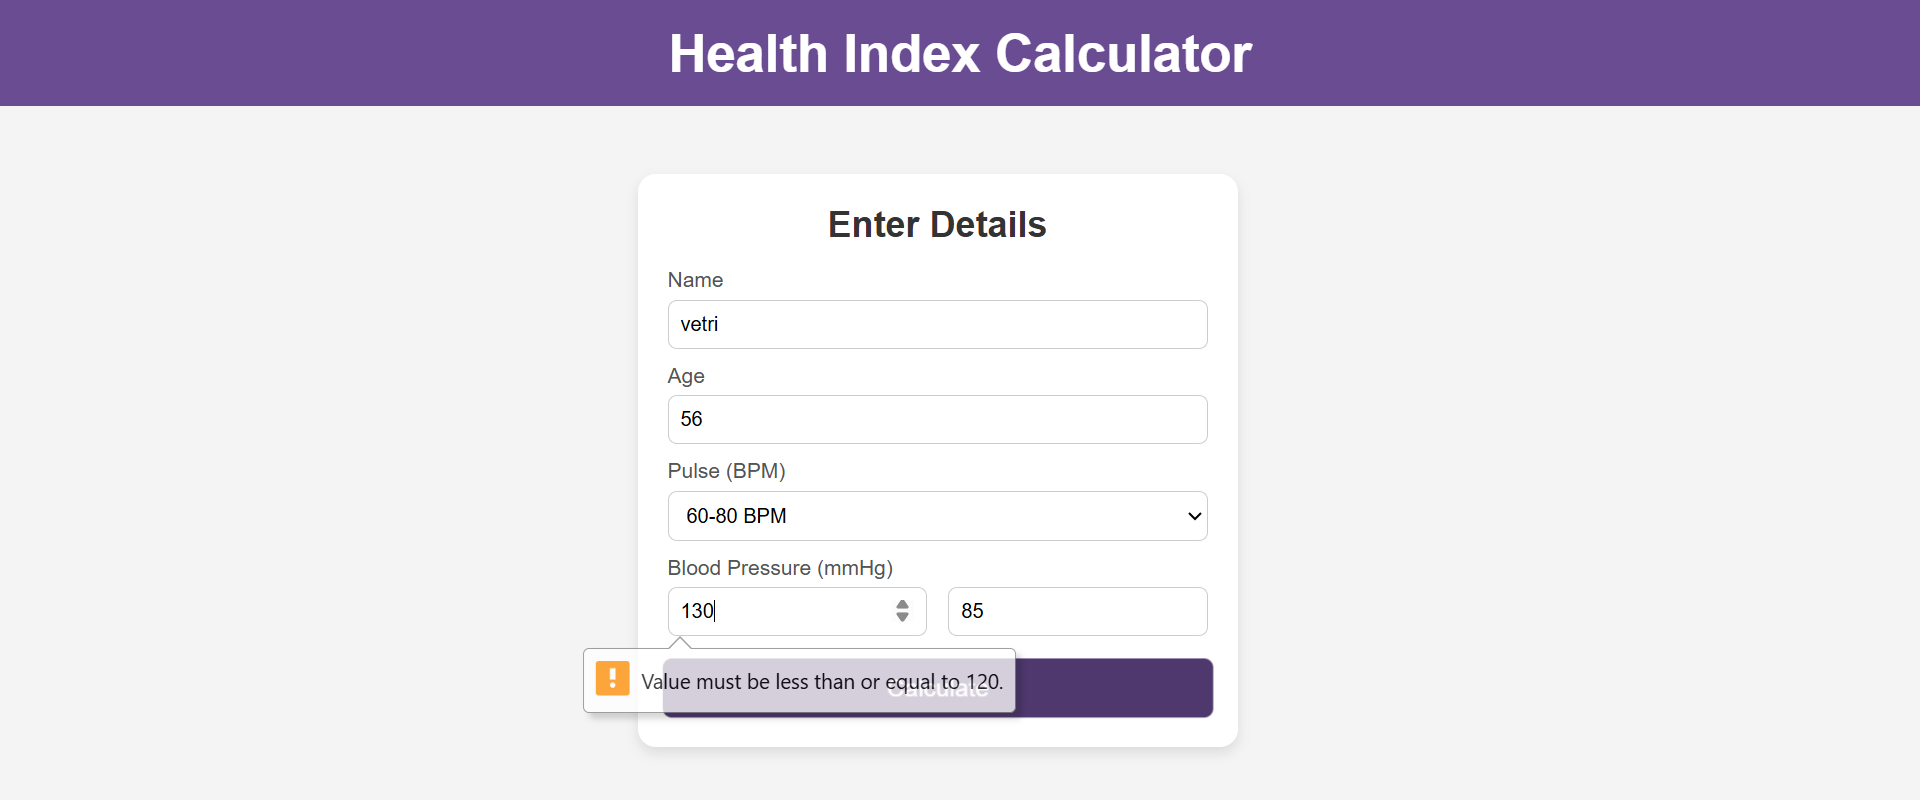 Health Index Calculator
Enter Details
Name
vetri
Age
56
Pulse (BPM)
60-80 BPM
Blood Pressure (mmHg)
130
85
Value must be less than or equal to 120.
Calculate